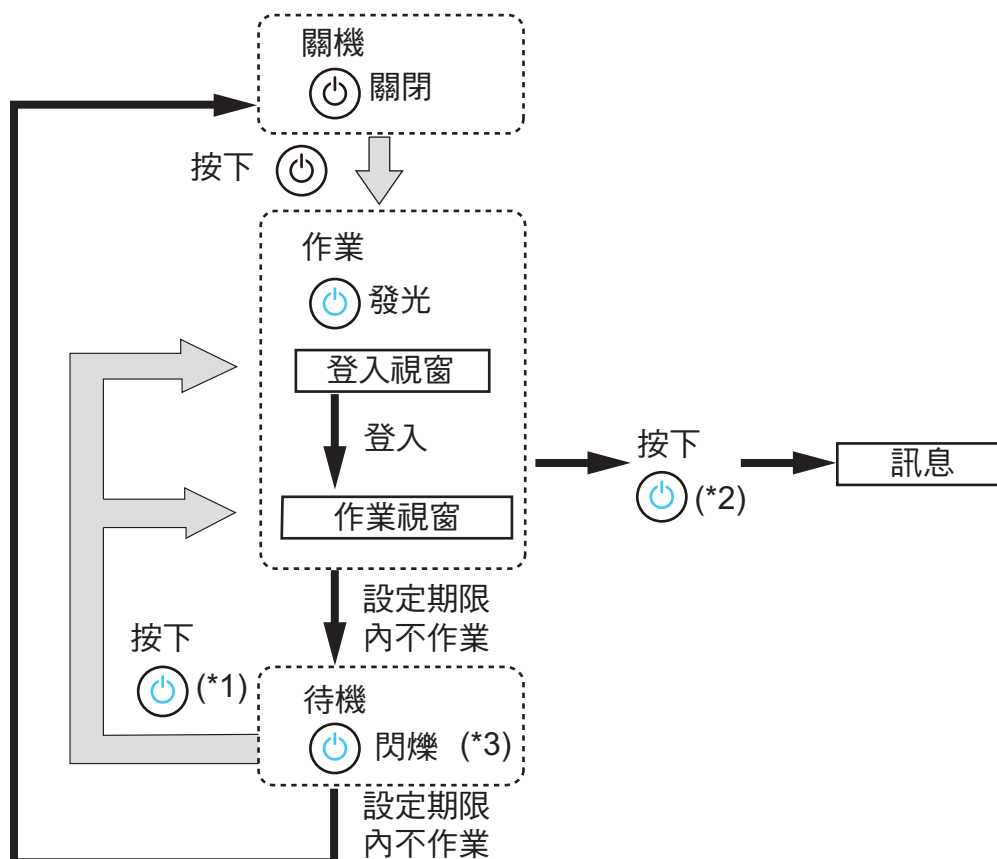 關機
關閉
按下
作業
發光
登入視窗
登入
作業視窗
按下
(*2)
訊息
設定期限
內不作業
按下
(*1)
待機
閃爍 (*3)
設定期限
內不作業